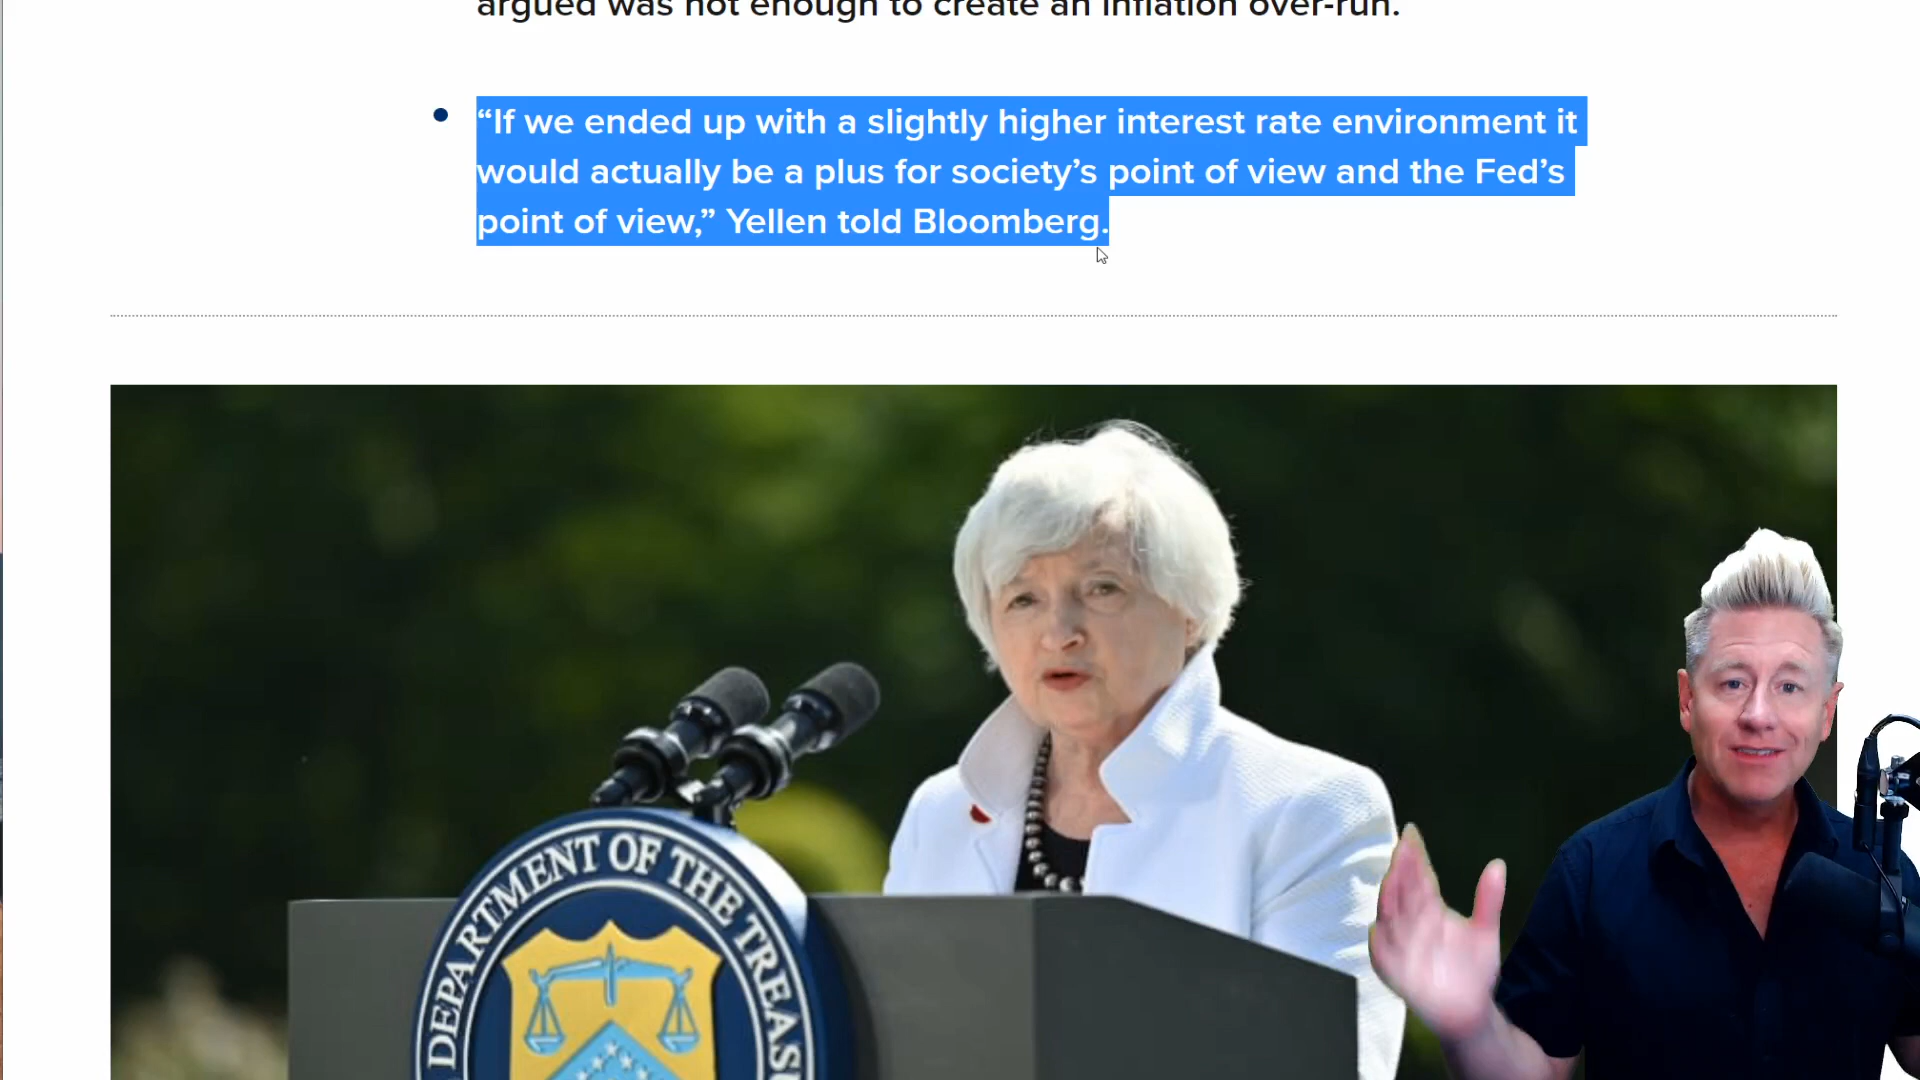 argued was not enough to create an inflation over-run.
“If we ended up with a slightly higher interest rate environment it
would actually be a plus for society’s point of view and the Fed’s
point of view,” Yellen told Bloomberg.
DEPARTMENT OF THE TREAS